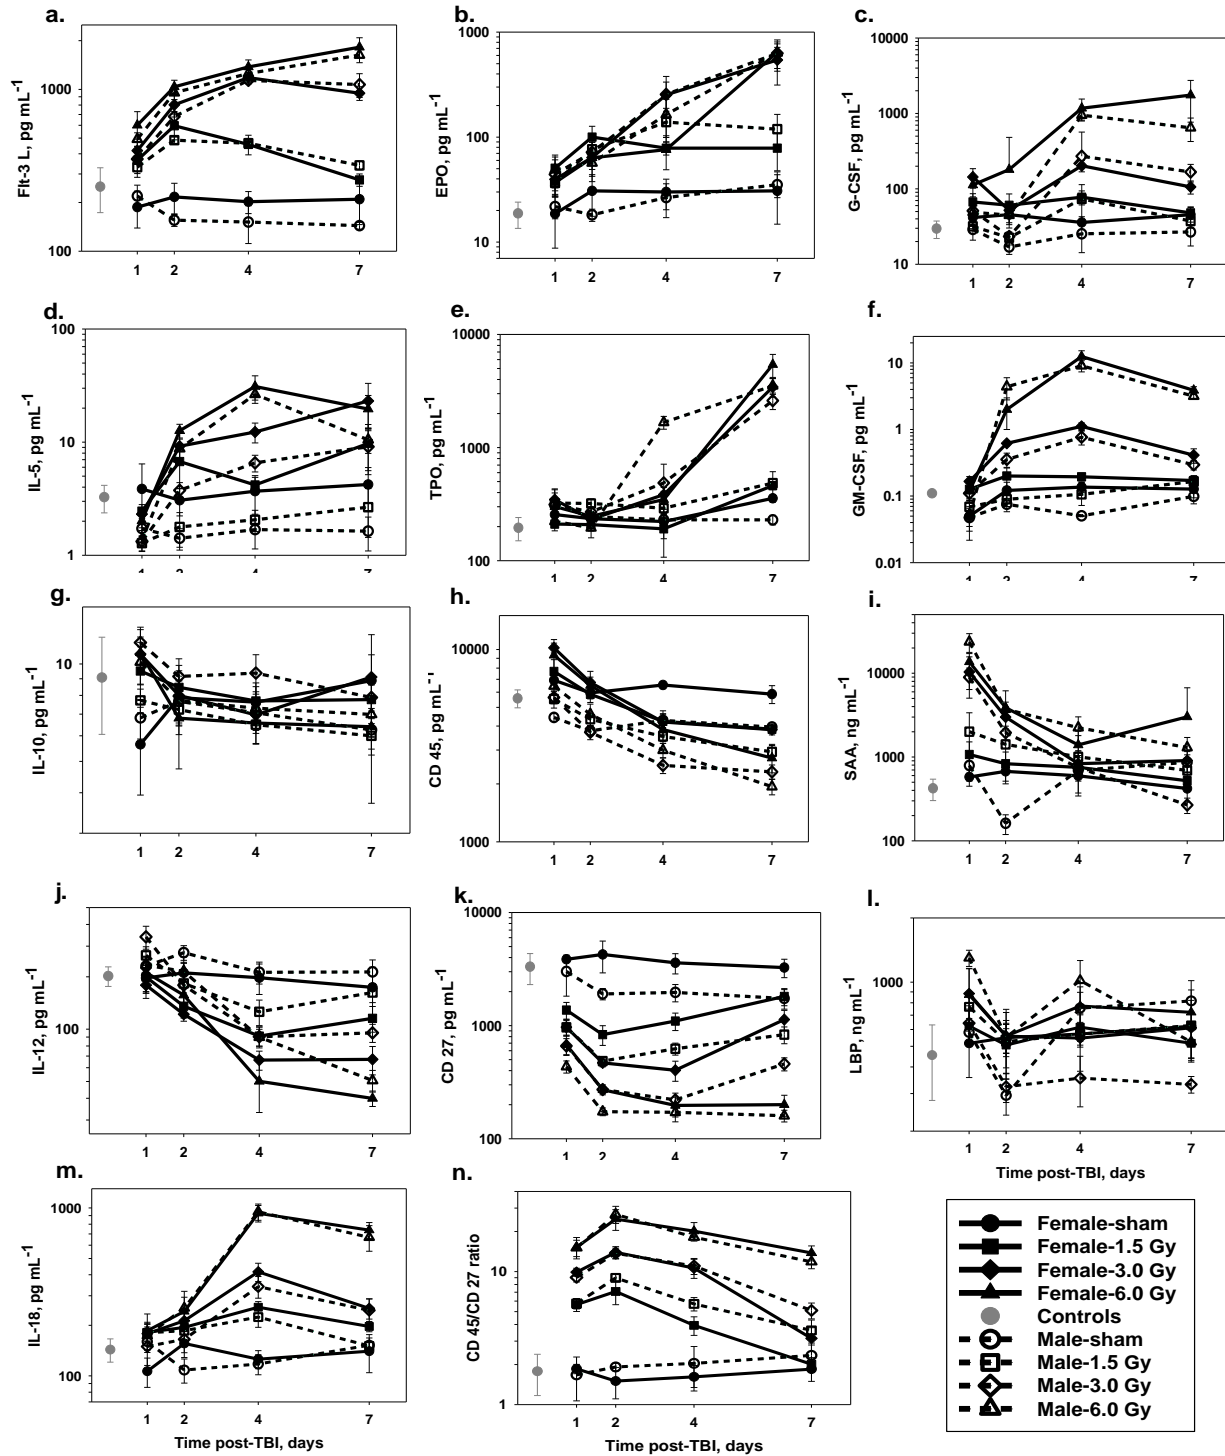 a.
Flt-3 L, pg mL-1
1000
100
1 2 4 7
b.
EPO, pg mL-1
1000
100
10
1 2 4 7
c.
G-CSF, pg mL-1
10000
1000
100
10
1 2 4 7
d.
IL-5, pg mL-1
100
10
1
1 2 4 7
e.
TPO, pg mL-1
10000
1000
100
1 2 4 7
f.
GM-CSF, pg mL-1
10
1
0.1
0.01
1 2 4 7
g.
IL-10, pg mL-1
10
1 2 4 7
h.
CD 45, pg mL-1
10000
1000
1 2 4 7
i.
SAA, ng mL-1
10000
1000
100
1 2 4 7
j.
IL-12, pg mL-1
100
1 2 4 7
k.
CD 27, pg mL-1
10000
1000
100
1 2 4 7
l.
LBP, ng mL-1
1000
1 2 4 7
Time post-TBI, days
m.
IL-18, pg mL-1
1000
100
1 2 4 7
Time post-TBI, days
n.
CD 45/CD 27 ratio
10
1
1 2 4 7
Time post-TBI, days
Female-sham
Female-1.5 Gy
Female-3.0 Gy
Female-6.0 Gy
Controls
Male-sham
Male-1.5 Gy
Male-3.0 Gy
Male-6.0 Gy